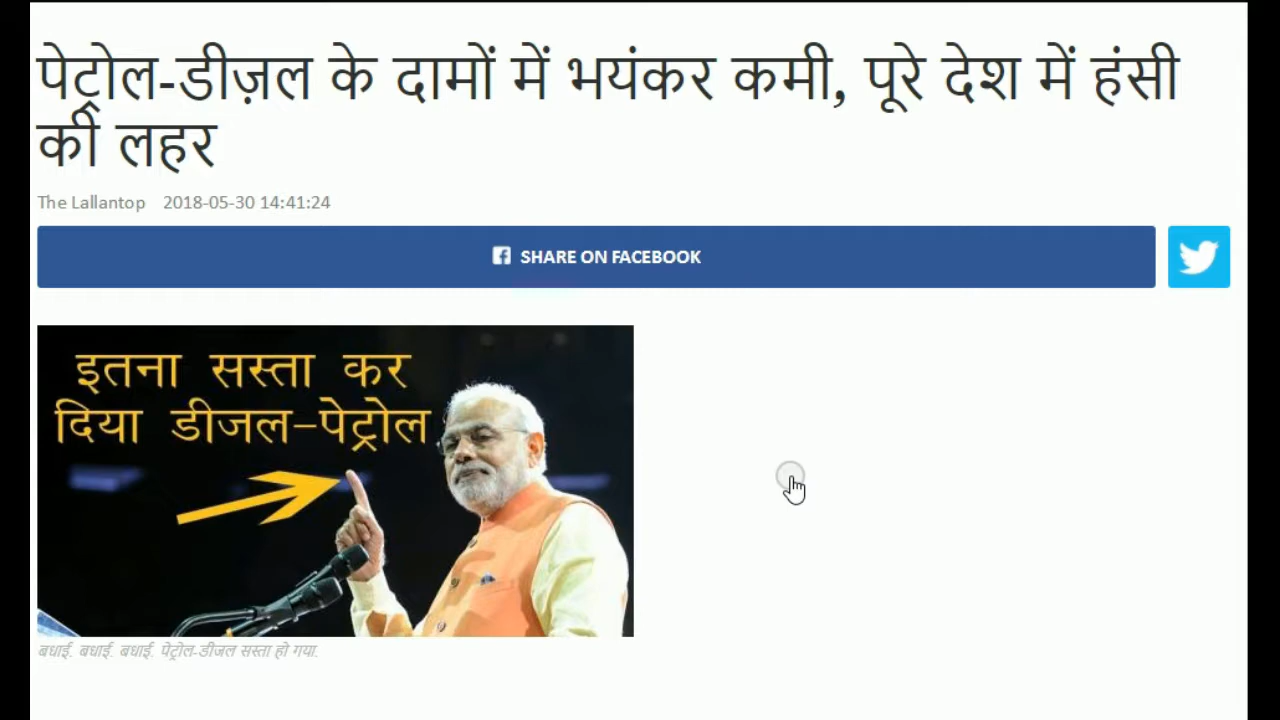 पेट्रोल-डीज़ल के दामों में भयंकर कमी, पूरे देश में हंसी
की लहर
The Lallantop 2018-05-30 14:41:24
SHARE ON FACEBOOK
इतना सस्ता कर
दिया डीजल-पेट्रोल
बधाई. बधाई. बधाई. पेट्रोल-डीजल सस्ता हो गया.